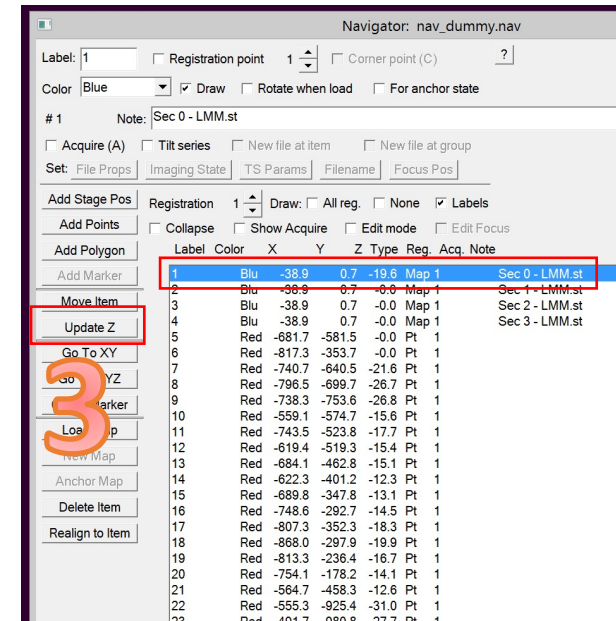 Navigator: nav_dummy.nav
Label: 1 Registration point 1 Corner point (C) ?
Color Blue Draw Rotate when load For anchor state
# 1 Note: Sec 0 - LMM.st
Acquire (A) Tilt series New file at item New file at group
Set: File Props Imaging State TS Params Filename Focus Pos
Add Stage Pos Registration 1 Draw: All reg. None Labels
Add Points Collapse Show Acquire Edit mode Edit Focus
Add Polygon Label Color X Y Z Type Reg. Acq. Note
Add Marker
Move Item
Update Z
Go To XY
Go YZ
Marker
Loa p
New Map
Anchor Map
Delete Item
Realign to Item
3
1 Blu -38.9 0.7 -19.6 Map 1 Sec 0 - LMM.st
2 Blu -38.9 0.7 -0.0 Map 1 Sec 1 - LMM.st
3 Blu -38.9 0.7 -0.0 Map 1 Sec 2 - LMM.st
4 Blu -38.9 0.7 -0.0 Map 1 Sec 3 - LMM.st
5 Red -681.7 -581.5 -0.0 Pt 1
6 Red -817.3 -353.7 -0.0 Pt 1
7 Red -740.7 -640.5 -21.6 Pt 1
8 Red -796.5 -699.7 -26.7 Pt 1
9 Red -738.3 -753.6 -26.8 Pt 1
10 Red -559.1 -574.7 -15.6 Pt 1
11 Red -743.5 -523.8 -17.7 Pt 1
12 Red -619.4 -519.3 -15.4 Pt 1
13 Red -684.1 -462.8 -15.1 Pt 1
14 Red -622.3 -401.2 -12.3 Pt 1
15 Red -689.8 -347.8 -13.1 Pt 1
16 Red -748.6 -292.7 -14.5 Pt 1
17 Red -807.3 -352.3 -18.3 Pt 1
18 Red -868.0 -297.9 -19.9 Pt 1
19 Red -813.3 -236.4 -16.7 Pt 1
20 Red -754.1 -178.2 -14.1 Pt 1
21 Red -564.7 -458.3 -12.6 Pt 1
22 Red -555.3 -925.4 -31.0 Pt 1
23 Red -491.7 -980.8 -27.7 Pt 1